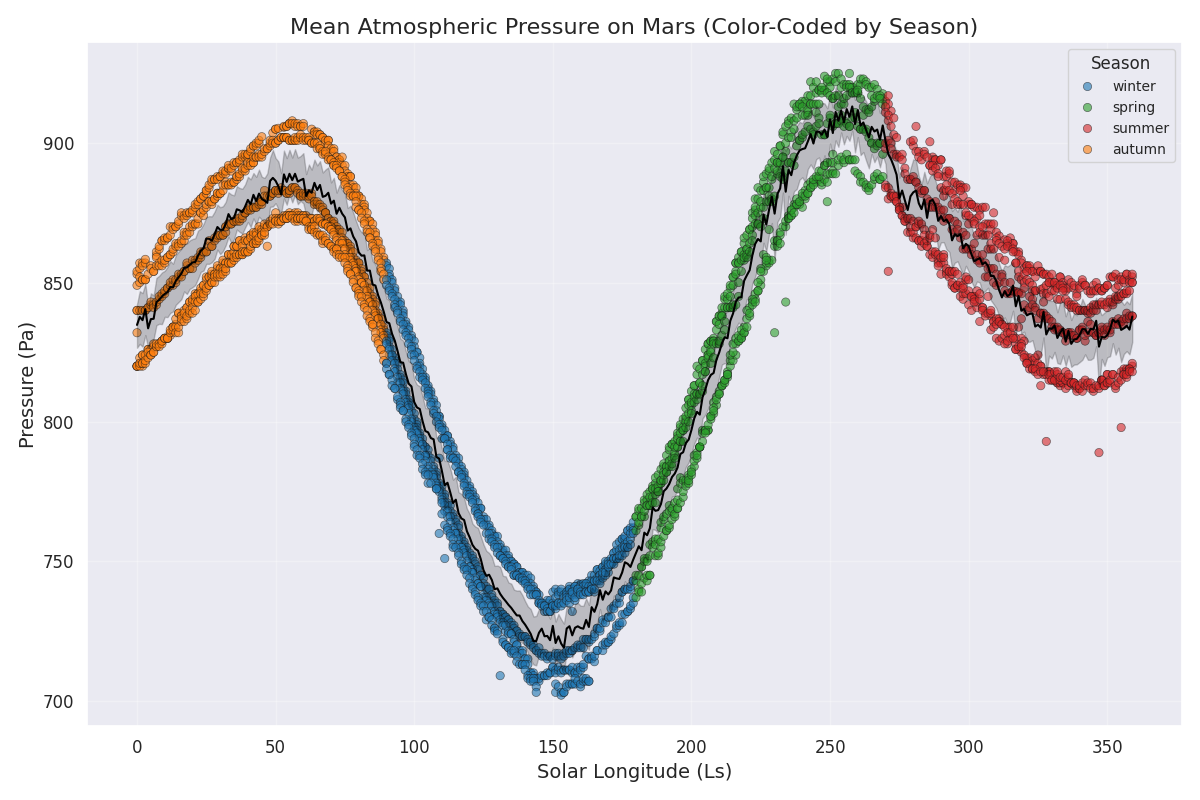 Mean Atmospheric Pressure on Mars (Color-Coded by Season)
Season
winter
spring
summer
autumn
Pressure (Pa)
900
850
800
750
700
0 50 100 150 200 250 300 350
Solar Longitude (Ls)